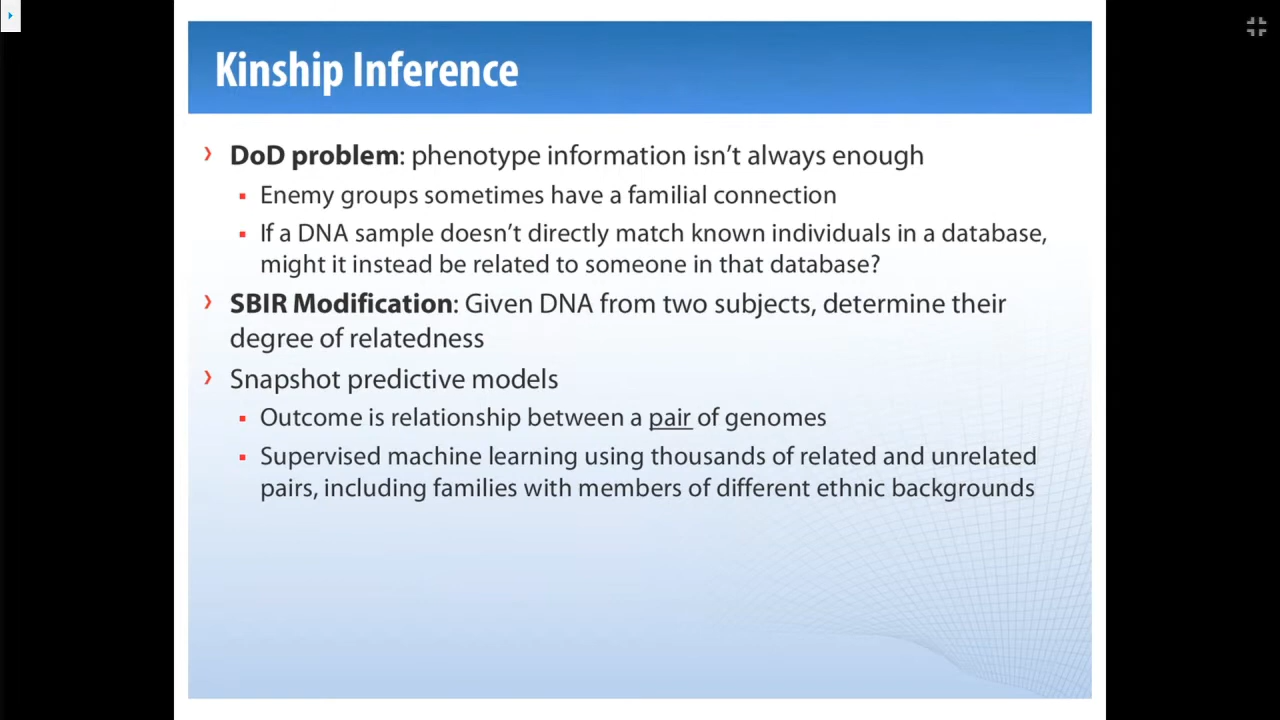 Kinship Inference
DoD problem: phenotype information isn't always enough
Enemy groups sometimes have a familial connection
If a DNA sample doesn't directly match known individuals in a database,
might it instead be related to someone in that database?
SBIR Modification: Given DNA from two subjects, determine their
degree of relatedness
Snapshot predictive models
Outcome is relationship between a pair of genomes
Supervised machine learning using thousands of related and unrelated
pairs, including families with members of different ethnic backgrounds